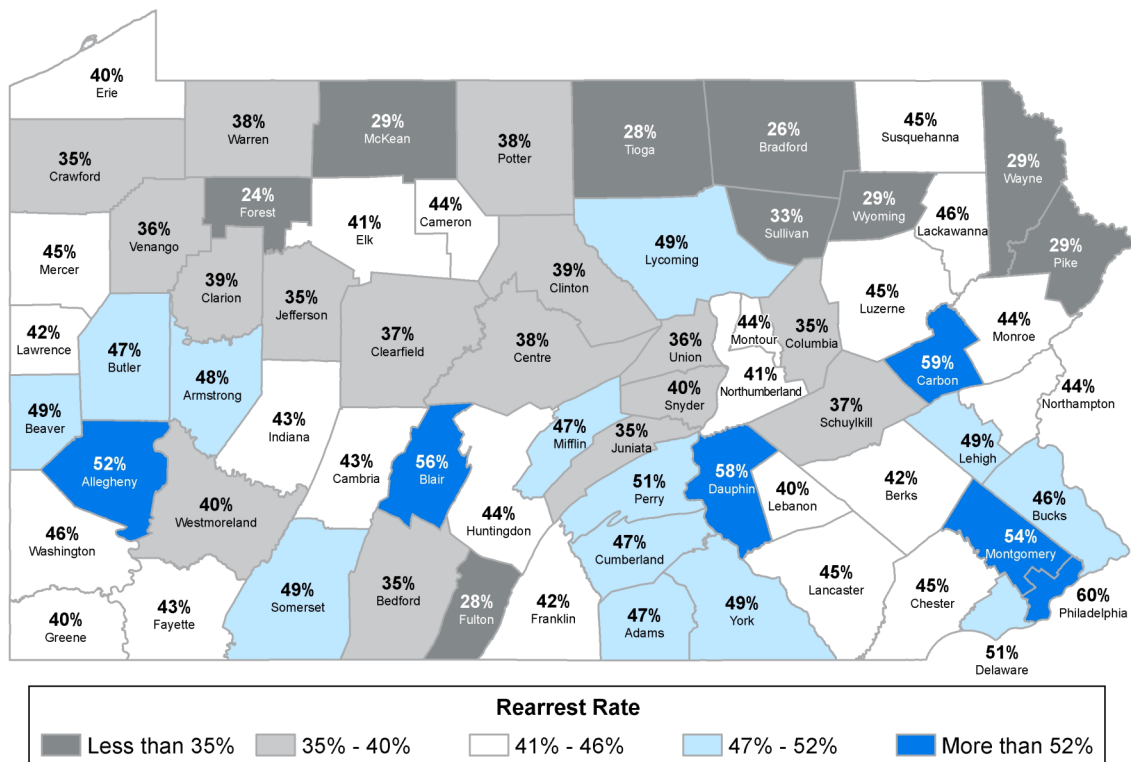 40%
Erie
38%
Warren
29%
McKean
38%
Potter
28%
Tioga
26%
Bradford
45%
Susquehanna
29%
Wayne
35%
Crawford
24%
Forest
41%
Elk
44%
Cameron
33%
Sullivan
29%
Wyoming
46%
Lackawanna
29%
Pike
36%
Venango
45%
Mercer
39%
Clarion
35%
Jefferson
39%
Clinton
49%
Lycoming
45%
Luzerne
42%
Lawrence
47%
Butler
48%
Armstrong
37%
Clearfield
38%
Centre
36%
Union
44%
Montour
35%
Columbia
59%
Carbon
44%
Monroe
49%
Beaver
43%
Indiana
40%
Snyder
41%
Northumberland
37%
Schuylkill
44%
Northampton
52%
Allegheny
43%
Cambria
56%
Blair
47%
Mifflin
35%
Juniata
49%
Lehigh
40%
Westmoreland
44%
Huntingdon
51%
Perry
58%
Dauphin
40%
Lebanon
42%
Berks
46%
Bucks
46%
Washington
47%
Cumberland
54%
Montgomery
40%
Greene
43%
Fayette
49%
Somerset
35%
Bedford
28%
Fulton
42%
Franklin
47%
Adams
49%
York
45%
Lancaster
45%
Chester
60%
Philadelphia
51%
Delaware
Rearrest Rate
Less than 35%
35% - 40%
41% - 46%
47% - 52%
More than 52%